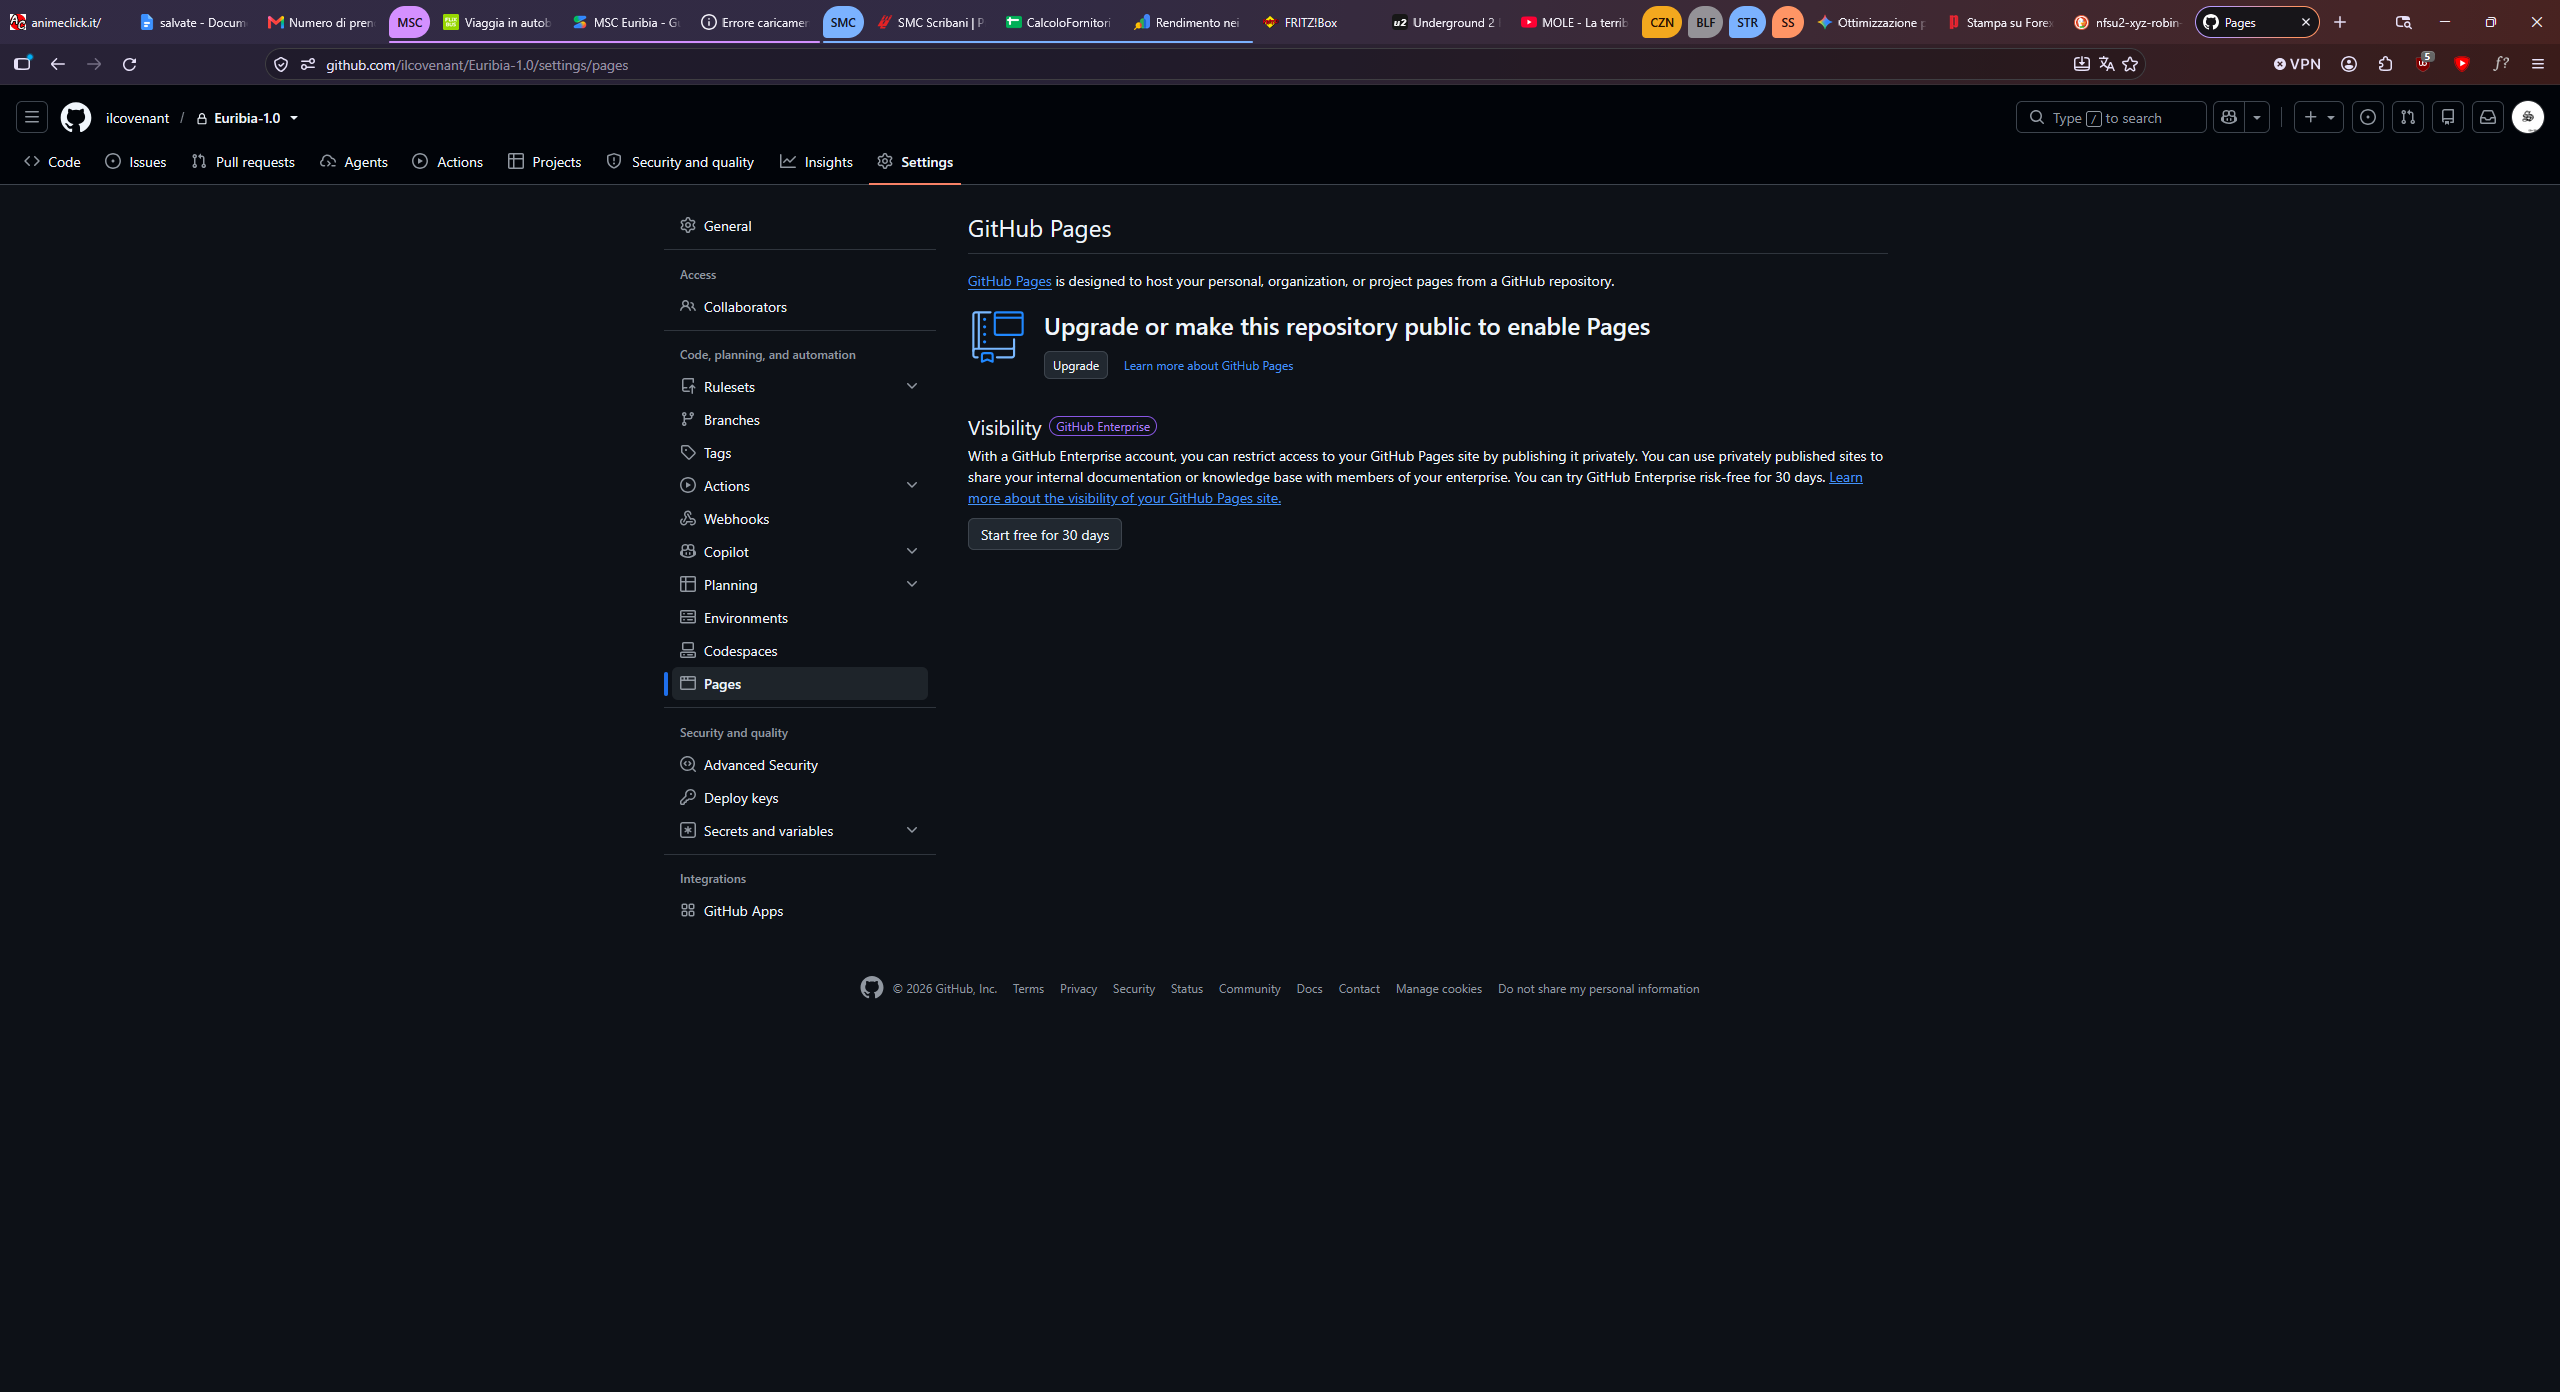 animeclick.it/
salvate - Docum
Numero di pren
MSC
Viaggia in autob
MSC Euribia - Gu
Errore caricamer
SMC
SMC Scribani | P
CalcoloFornitori
Rendimento nei
FRITZ!Box
Underground 2
MOLE - La terrib
CZN
BLF
STR
SS
Ottimizzazione p
Stampa su Forex
nfsu2-xyz-robin-
Pages
github.com/ilcovenant/Euribia-1.0/settings/pages
VPN
5
ilcovenant / Euribia-1.0
Type / to search
Code
Issues
Pull requests
Agents
Actions
Projects
Security and quality
Insights
Settings
General
Access
Collaborators
Code, planning, and automation
Rulesets
Branches
Tags
Actions
Webhooks
Copilot
Planning
Environments
Codespaces
Pages
Security and quality
Advanced Security
Deploy keys
Secrets and variables
Integrations
GitHub Apps
GitHub Pages
GitHub Pages is designed to host your personal, organization, or project pages from a GitHub repository.
Upgrade or make this repository public to enable Pages
Upgrade
Learn more about GitHub Pages
Visibility GitHub Enterprise
With a GitHub Enterprise account, you can restrict access to your GitHub Pages site by publishing it privately. You can use privately published sites to
share your internal documentation or knowledge base with members of your enterprise. You can try GitHub Enterprise risk-free for 30 days. Learn
more about the visibility of your GitHub Pages site.
Start free for 30 days
© 2026 GitHub, Inc. Terms Privacy Security Status Community Docs Contact Manage cookies Do not share my personal information